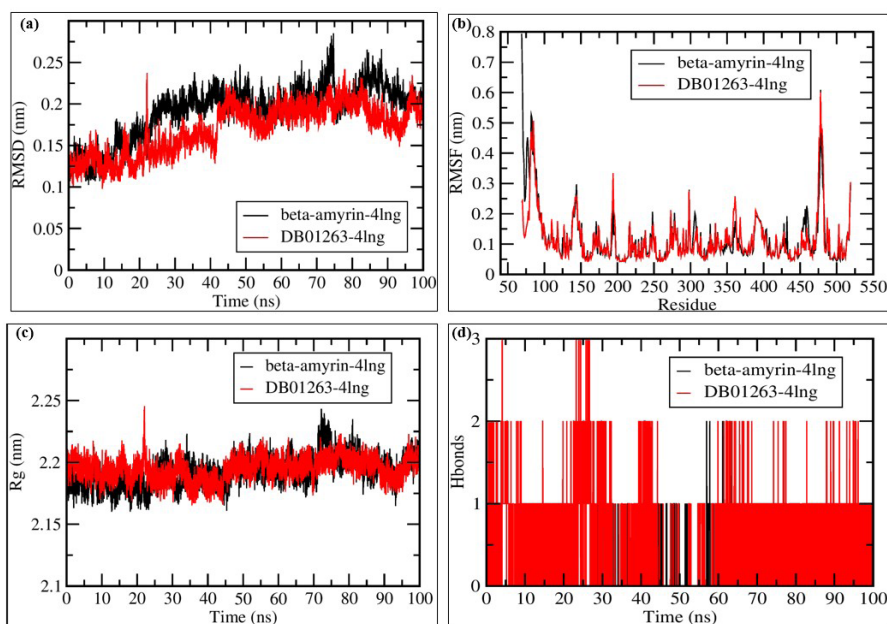 (a)
0.25
0.2
0.15
0.1
0.05
0
RMSD (nm)
beta-amyrin-4lng
DB01263-4lng
0 10 20 30 40 50 60 70 80 90 100
Time (ns)
(b)
0.8
0.7
0.6
0.5
0.4
0.3
0.2
0.1
0
RMSF (nm)
beta-amyrin-4lng
DB01263-4lng
50 100 150 200 250 300 350 400 450 500 550
Residue
(c)
2.25
2.2
2.15
2.1
Rg (nm)
beta-amyrin-4lng
DB01263-4lng
0 10 20 30 40 50 60 70 80 90 100
Time (ns)
(d)
3
2
1
0
Hbonds
beta-amyrin-4lng
DB01263-4lng
0 10 20 30 40 50 60 70 80 90 100
Time (ns)